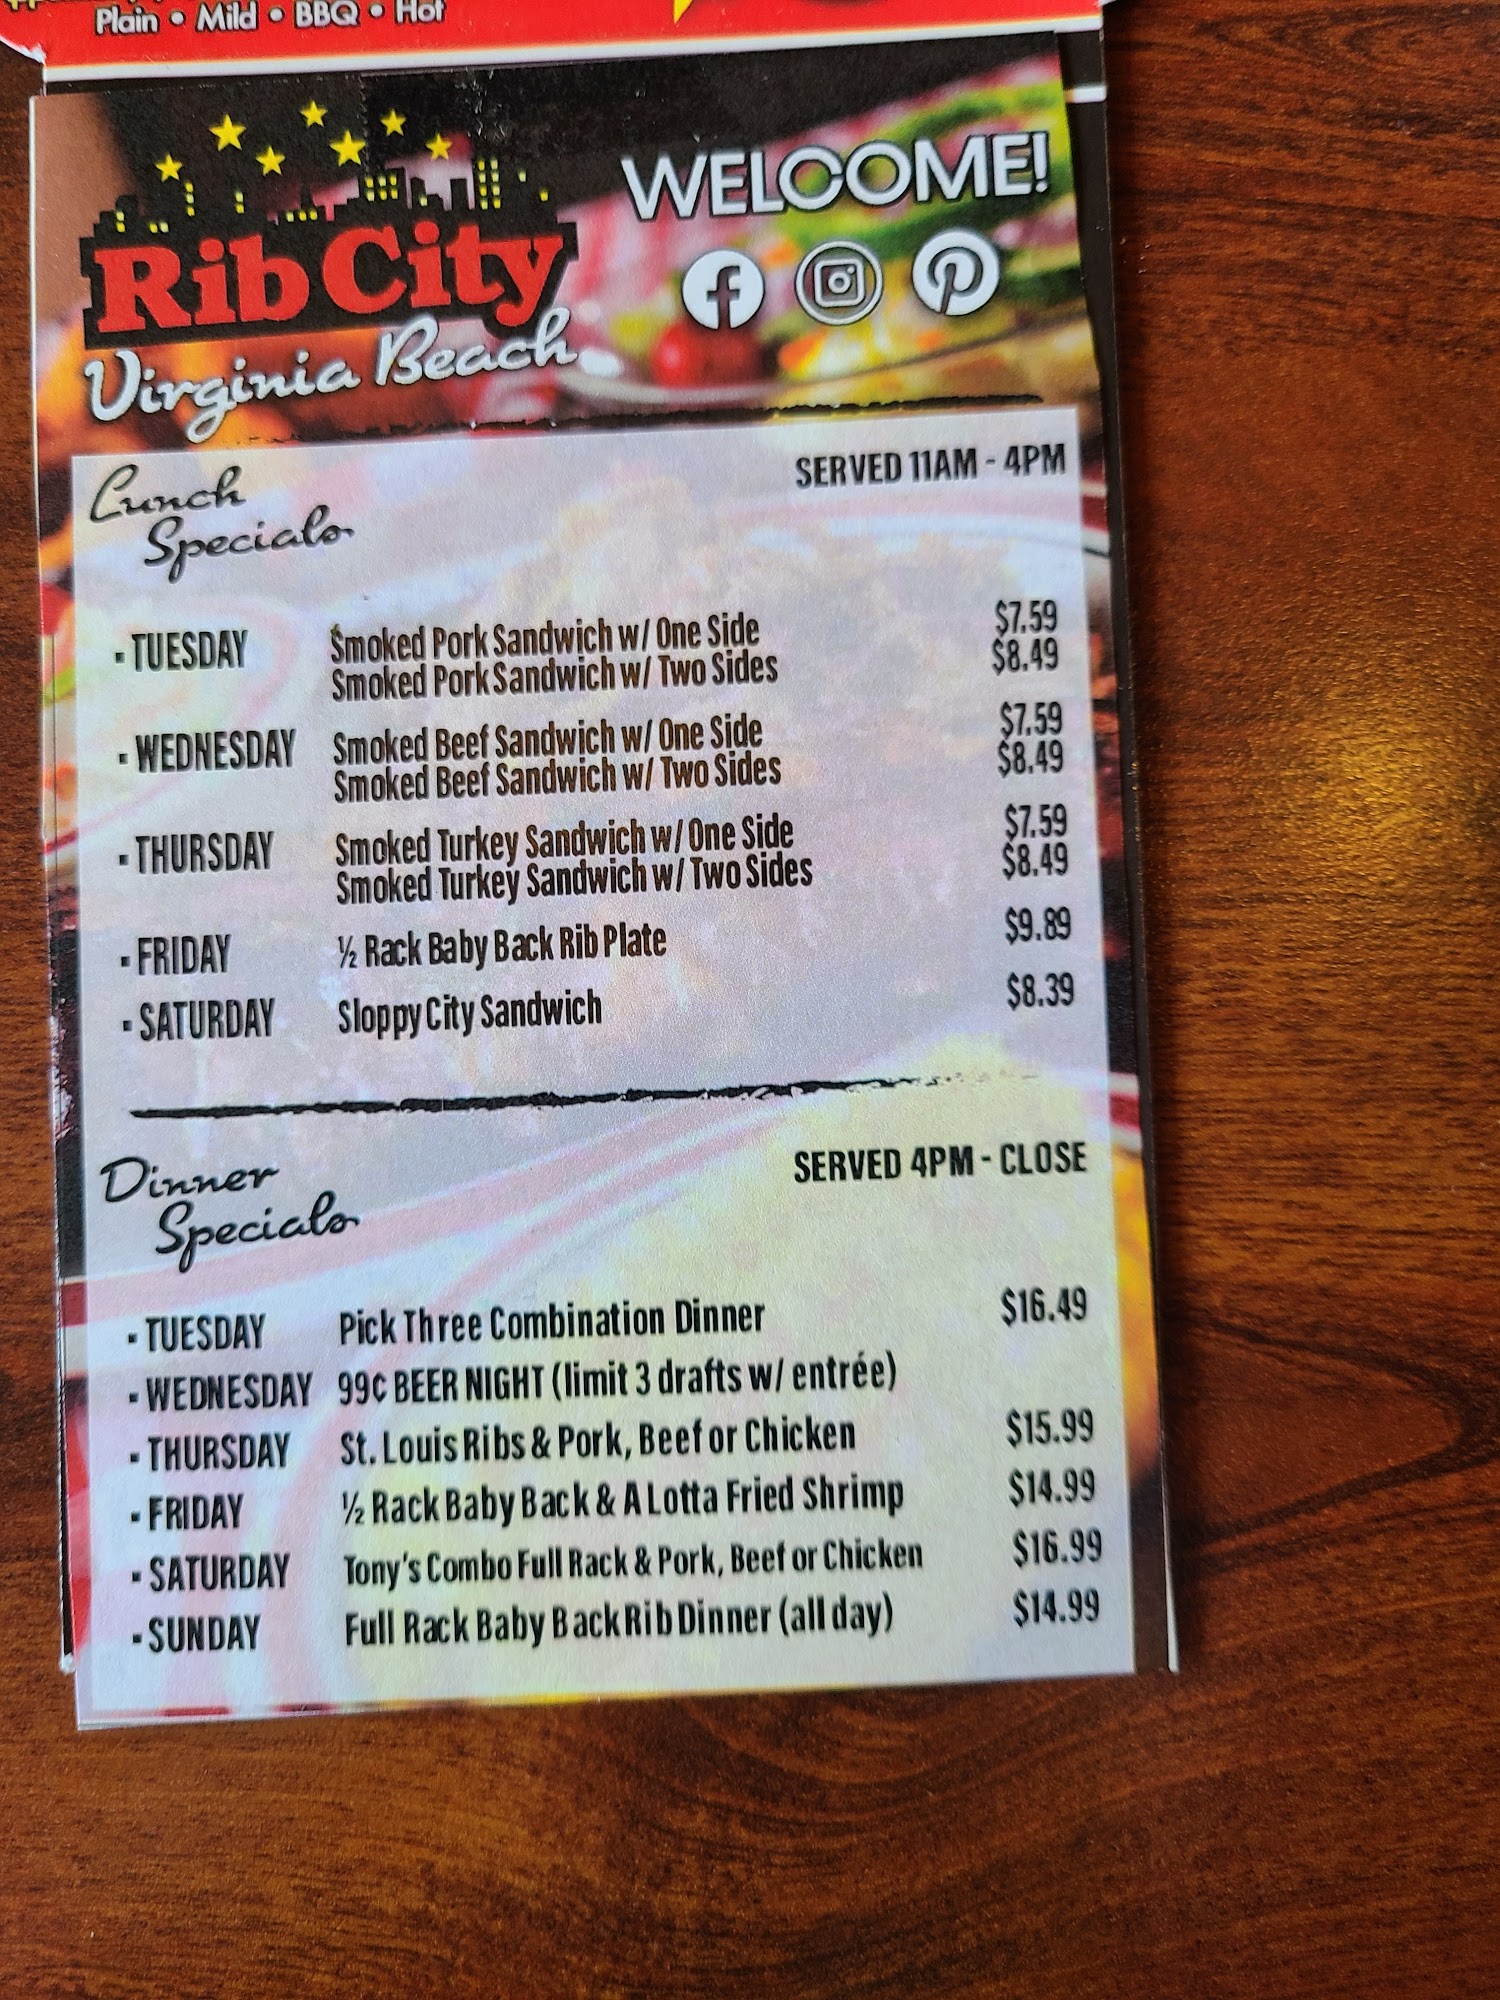 Plain • Mild • BBQ • Hot
Rib City
Virginia Beach
WELCOME!
Lunch
Specials
SERVED 11AM - 4PM
▪ TUESDAY Smoked Pork Sandwich w/ One Side $7.59
Smoked Pork Sandwich w/ Two Sides $8.49
▪ WEDNESDAY Smoked Beef Sandwich w/ One Side $7.59
Smoked Beef Sandwich w/ Two Sides $8.49
▪ THURSDAY Smoked Turkey Sandwich w/ One Side $7.59
Smoked Turkey Sandwich w/ Two Sides $8.49
▪ FRIDAY ½ Rack Baby Back Rib Plate $9.89
▪ SATURDAY Sloppy City Sandwich $8.39
Dinner
Specials
SERVED 4PM - CLOSE
▪ TUESDAY Pick Three Combination Dinner $16.49
▪ WEDNESDAY 99¢ BEER NIGHT (limit 3 drafts w/ entrée)
▪ THURSDAY St. Louis Ribs & Pork, Beef or Chicken $15.99
▪ FRIDAY ½ Rack Baby Back & A Lotta Fried Shrimp $14.99
▪ SATURDAY Tony's Combo Full Rack & Pork, Beef or Chicken $16.99
▪ SUNDAY Full Rack Baby Back Rib Dinner (all day) $14.99